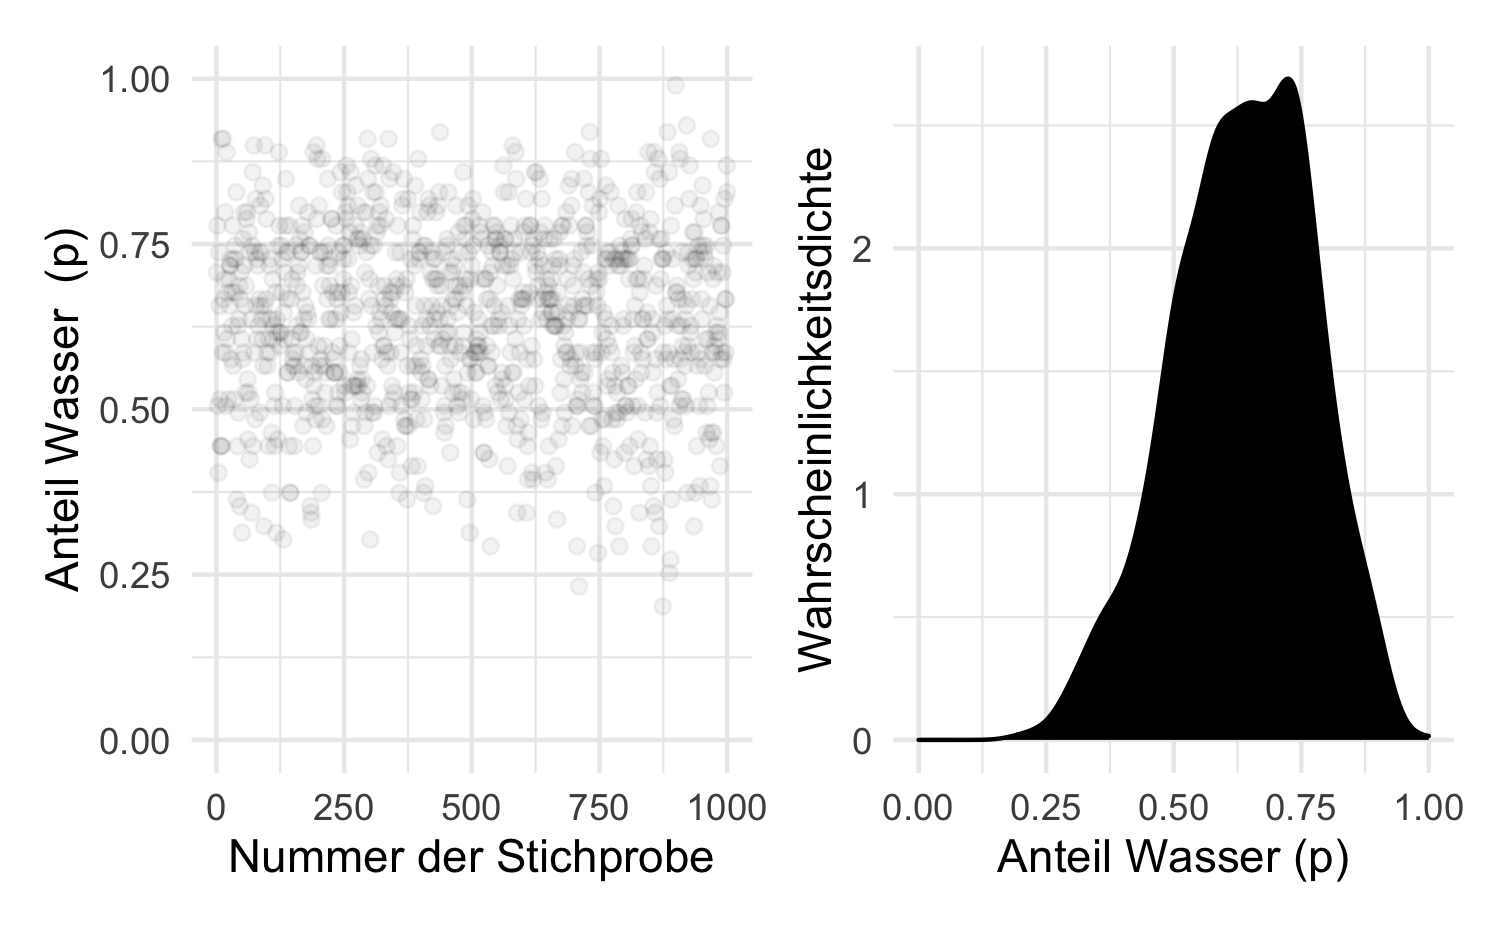 1.00
0.75
0.50
0.25
0.00
Anteil Wasser (p)
0 250 500 750 1000
Nummer der Stichprobe
2
1
0
Wahrscheinlichkeitsdichte
0.00 0.25 0.50 0.75 1.00
Anteil Wasser (p)